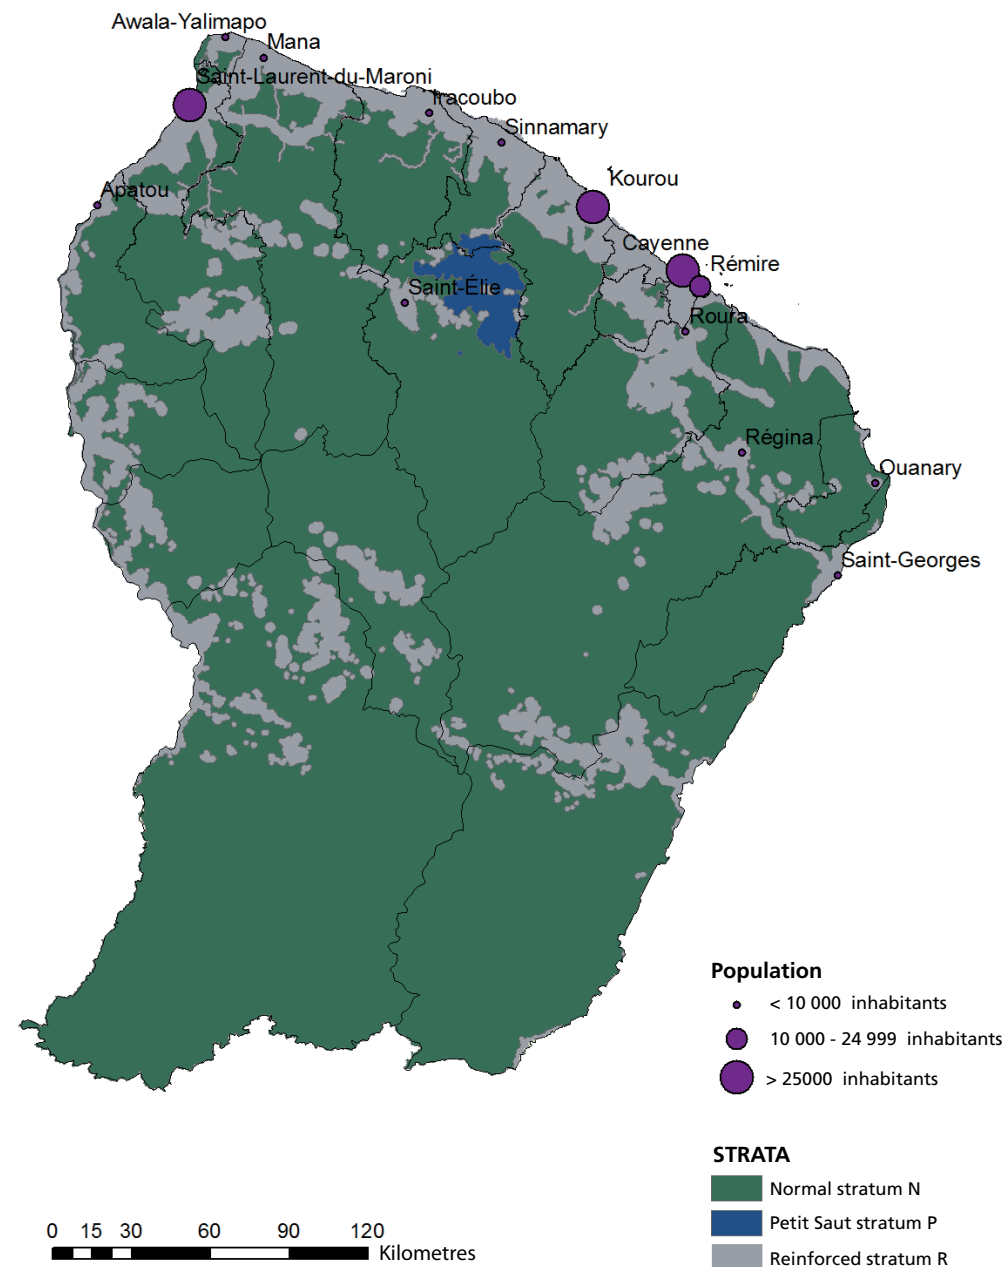 Awala-Yalimapo
Mana
Saint-Laurent-du-Maroni
Iracoubo
Sinnamary
Kourou
Apatou
Cayenne
Rémire
Saint-Élie
Roura
Régina
Ouanary
Saint-Georges
Population
< 10 000 inhabitants
10 000 - 24 999 inhabitants
> 25000 inhabitants
STRATA
Normal stratum N
Petit Saut stratum P
Reinforced stratum R
0 15 30 60 90 120
Kilometres